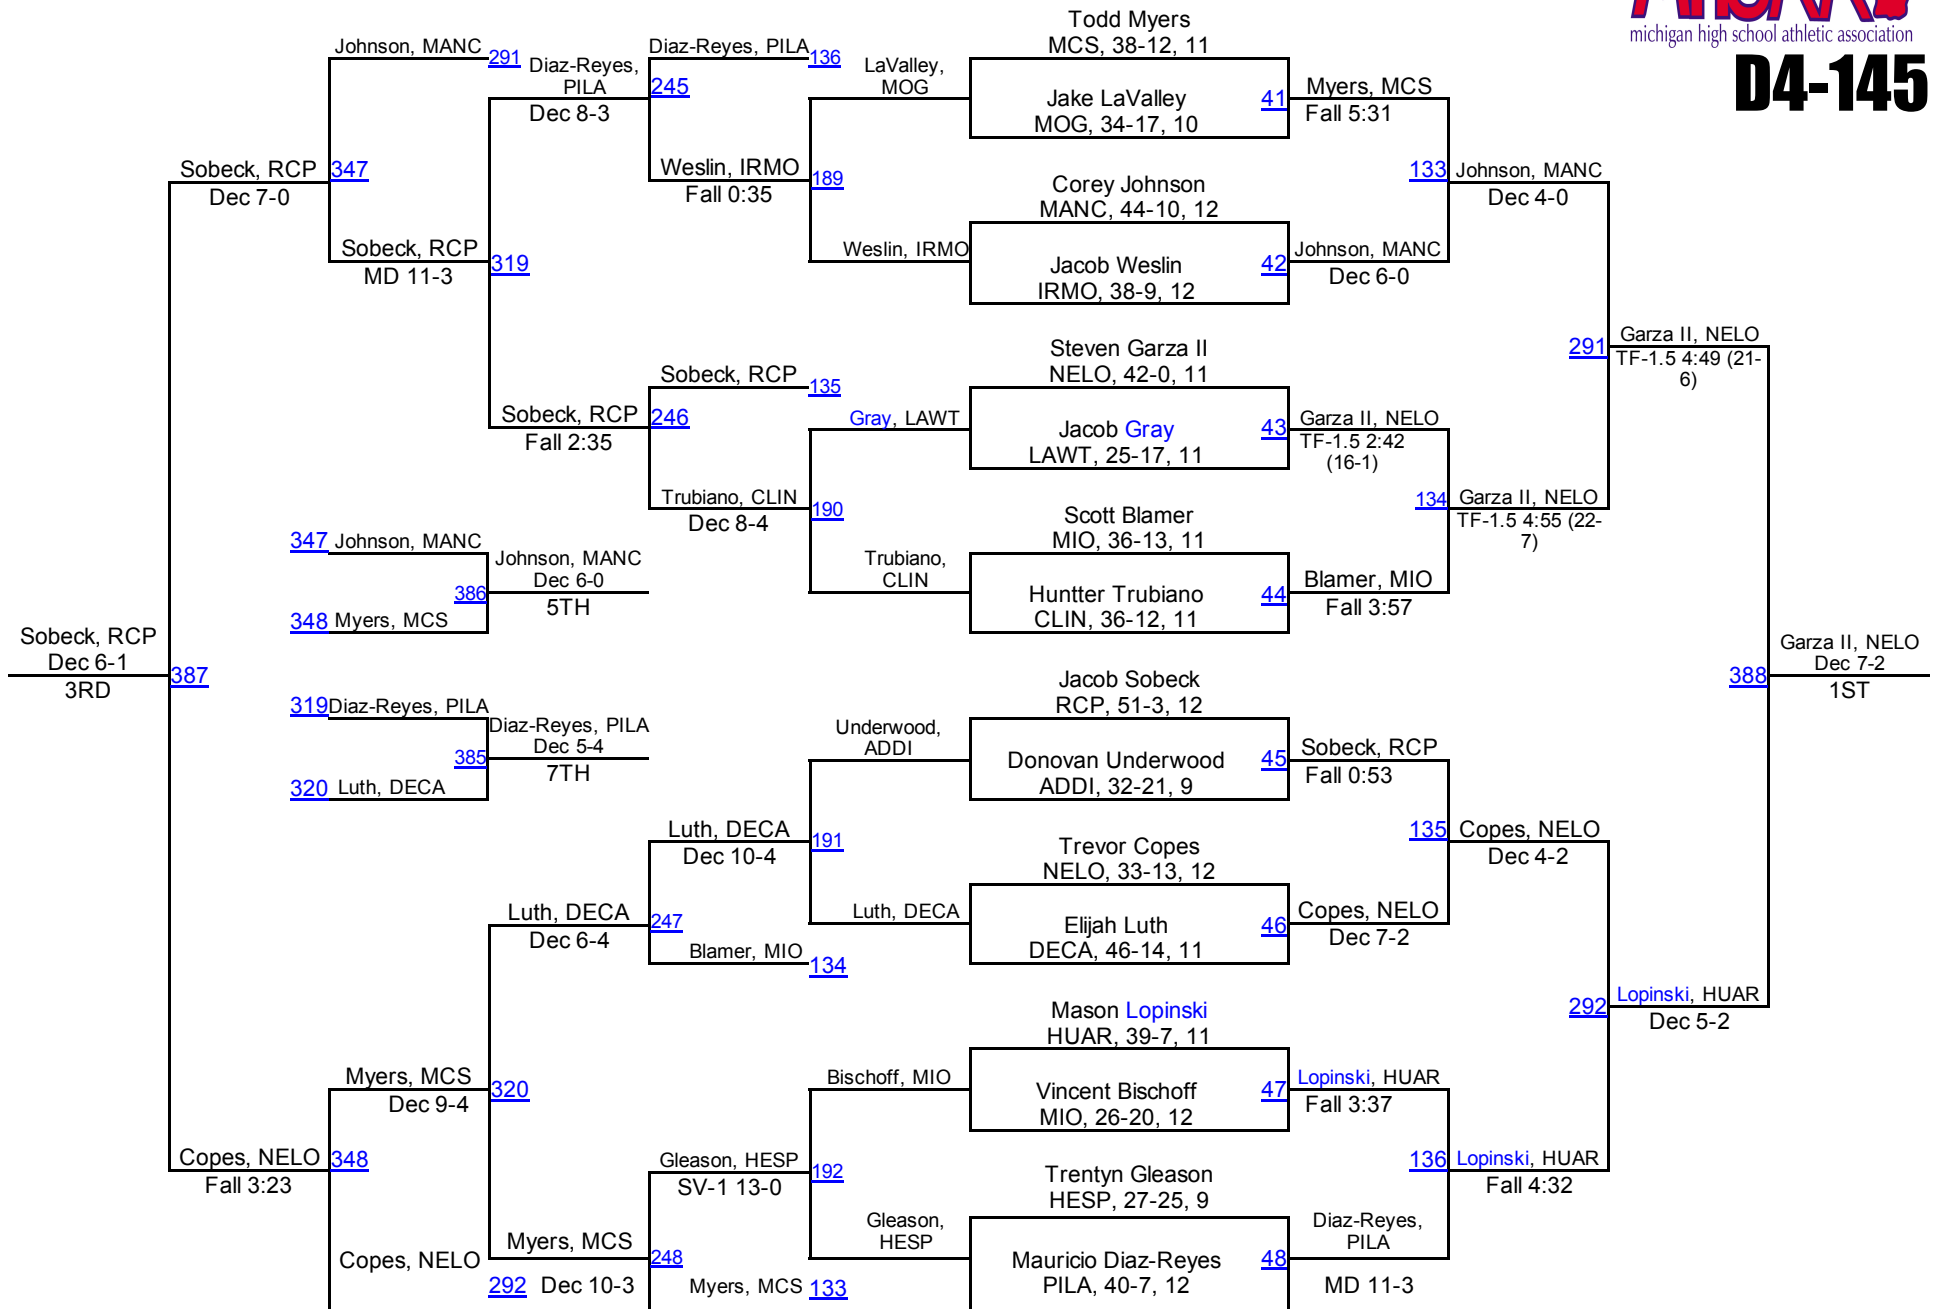 michigan high school athletic association
D4-145
Johnson, MANC
291
Diaz-Reyes,
PILA
Dec 8-3
Diaz-Reyes, PILA
136
245
LaValley,
MOG
Todd Myers
MCS, 38-12, 11
Jake LaValley
MOG, 34-17, 10
41
Myers, MCS
Fall 5:31
Sobeck, RCP
Dec 7-0
347
Weslin, IRMO
Fall 0:35
189
Corey Johnson
MANC, 44-10, 12
133
Johnson, MANC
Dec 4-0
Sobeck, RCP
MD 11-3
319
Weslin, IRMO
Jacob Weslin
IRMO, 38-9, 12
42
Johnson, MANC
Dec 6-0
Steven Garza II
NELO, 42-0, 11
291
Garza II, NELO
TF-1.5 4:49 (21-
6)
Sobeck, RCP
135
Sobeck, RCP
Fall 2:35
246
Gray, LAWT
Jacob Gray
LAWT, 25-17, 11
43
Garza II, NELO
TF-1.5 2:42
(16-1)
Trubiano, CLIN
Dec 8-4
190
Scott Blamer
MIO, 36-13, 11
134
Garza II, NELO
TF-1.5 4:55 (22-
7)
347
Johnson, MANC
Johnson, MANC
Dec 6-0
5TH
386
348
Myers, MCS
Trubiano,
CLIN
Huntter Trubiano
CLIN, 36-12, 11
44
Blamer, MIO
Fall 3:57
Sobeck, RCP
Dec 6-1
3RD
387
Jacob Sobeck
RCP, 51-3, 12
388
Garza II, NELO
Dec 7-2
1ST
319
Diaz-Reyes, PILA
Diaz-Reyes, PILA
Dec 5-4
7TH
385
320
Luth, DECA
Underwood,
ADDI
Donovan Underwood
ADDI, 32-21, 9
45
Sobeck, RCP
Fall 0:53
Luth, DECA
Dec 10-4
191
Trevor Copes
NELO, 33-13, 12
135
Copes, NELO
Dec 4-2
Luth, DECA
Dec 6-4
247
Luth, DECA
Elijah Luth
DECA, 46-14, 11
46
Copes, NELO
Dec 7-2
Blamer, MIO
134
Mason Lopinski
HUAR, 39-7, 11
292
Lopinski, HUAR
Dec 5-2
Myers, MCS
Dec 9-4
320
Bischoff, MIO
Vincent Bischoff
MIO, 26-20, 12
47
Lopinski, HUAR
Fall 3:37
Copes, NELO
Fall 3:23
348
Gleason, HESP
SV-1 13-0
192
Trentyn Gleason
HESP, 27-25, 9
136
Lopinski, HUAR
Fall 4:32
Copes, NELO
292
Myers, MCS
Dec 10-3
248
Myers, MCS
133
Gleason,
HESP
Mauricio Diaz-Reyes
PILA, 40-7, 12
48
Diaz-Reyes,
PILA
MD 11-3